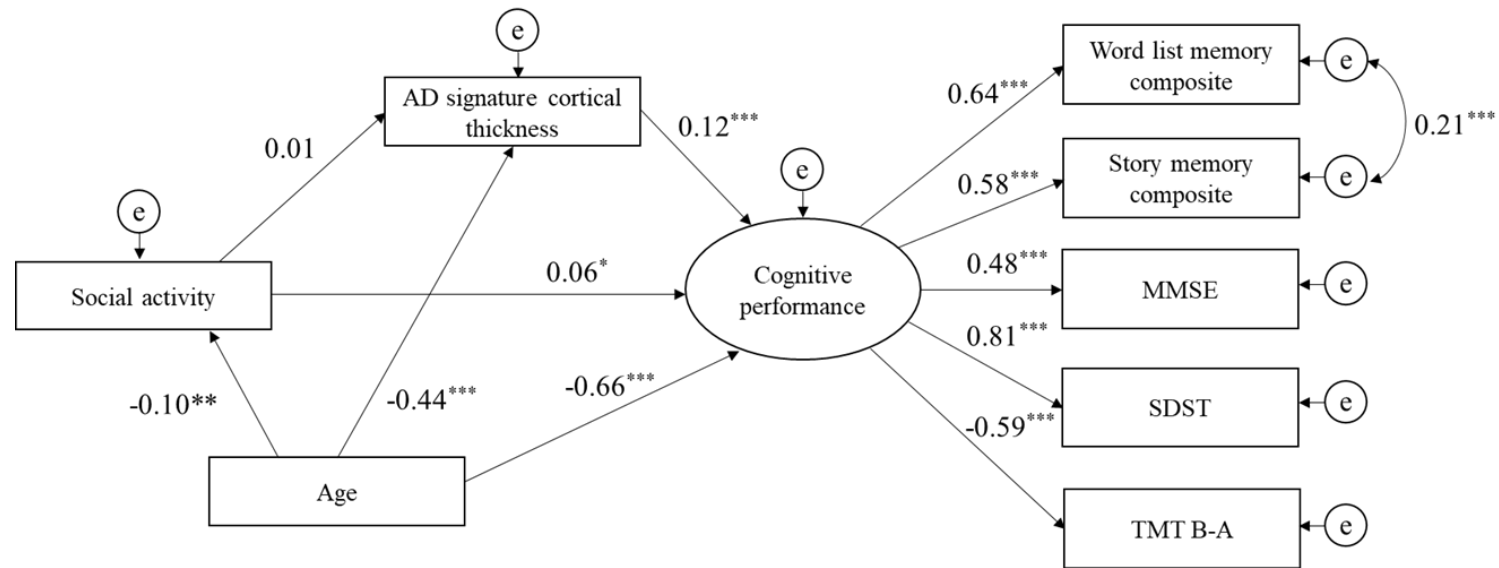 e
AD signature cortical
thickness
0.01
0.12***
e
Social activity
e
0.06*
Cognitive
performance
-0.10**
-0.44***
-0.66***
Age
0.64***
Word list memory
composite
e
0.21***
0.58***
Story memory
composite
e
0.48***
MMSE
e
0.81***
SDST
e
-0.59***
TMT B-A
e